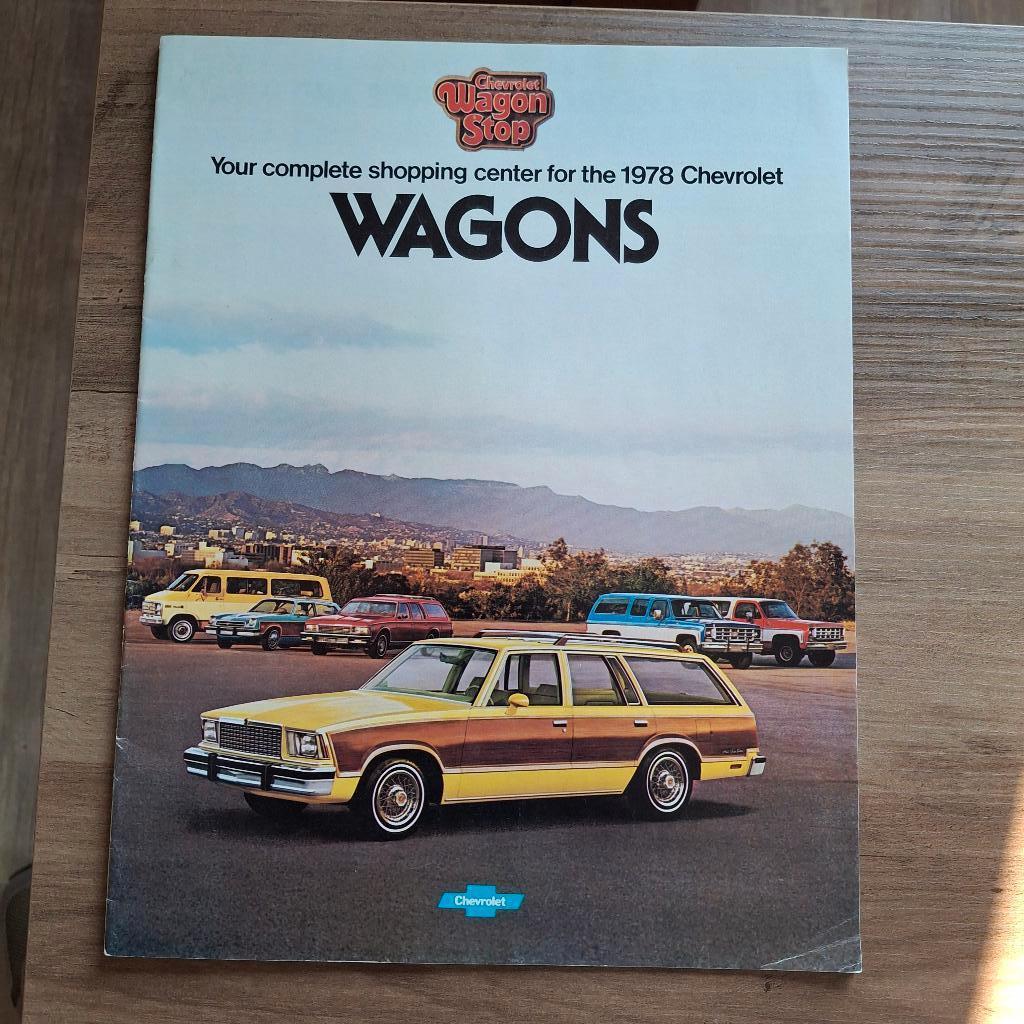 Chevrolet
Wagon
Stop
Your complete shopping center for the 1978 Chevrolet
WAGONS
Chevrolet